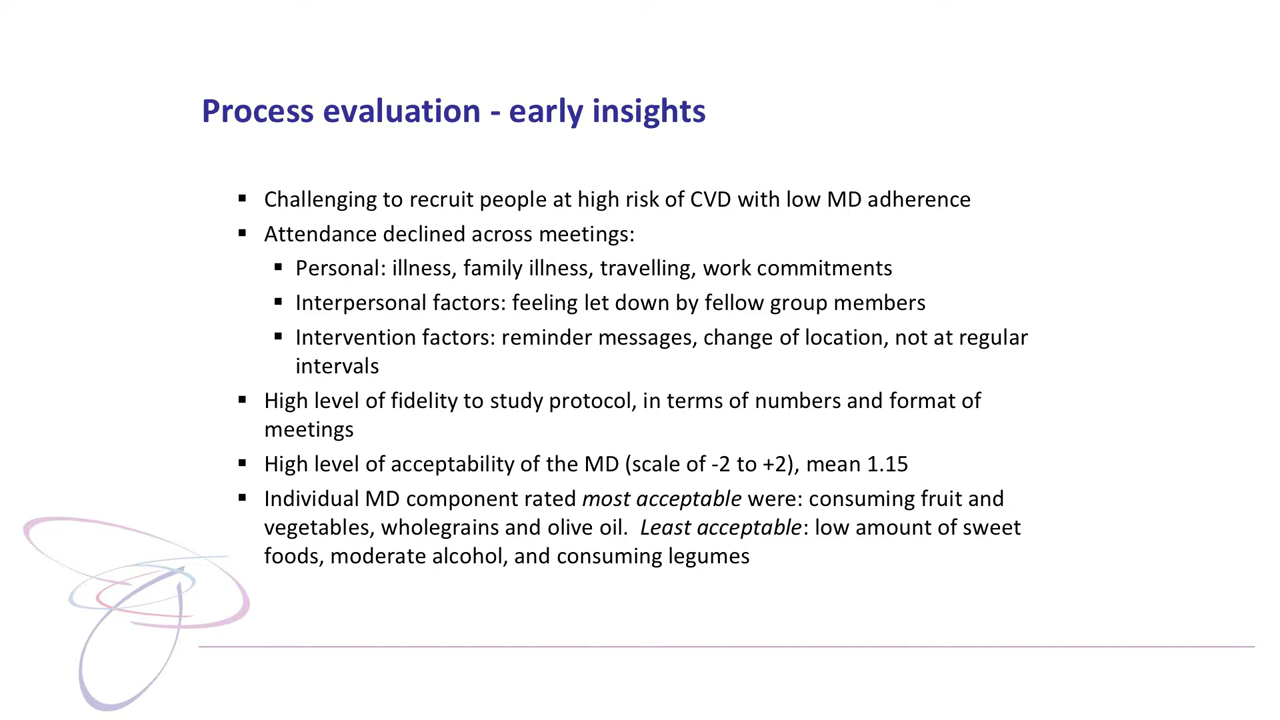 Process evaluation - early insights
▪ Challenging to recruit people at high risk of CVD with low MD adherence
▪ Attendance declined across meetings:
▪ Personal: illness, family illness, travelling, work commitments
▪ Interpersonal factors: feeling let down by fellow group members
▪ Intervention factors: reminder messages, change of location, not at regular
intervals
▪ High level of fidelity to study protocol, in terms of numbers and format of
meetings
▪ High level of acceptability of the MD (scale of -2 to +2), mean 1.15
▪ Individual MD component rated most acceptable were: consuming fruit and
vegetables, wholegrains and olive oil. Least acceptable: low amount of sweet
foods, moderate alcohol, and consuming legumes